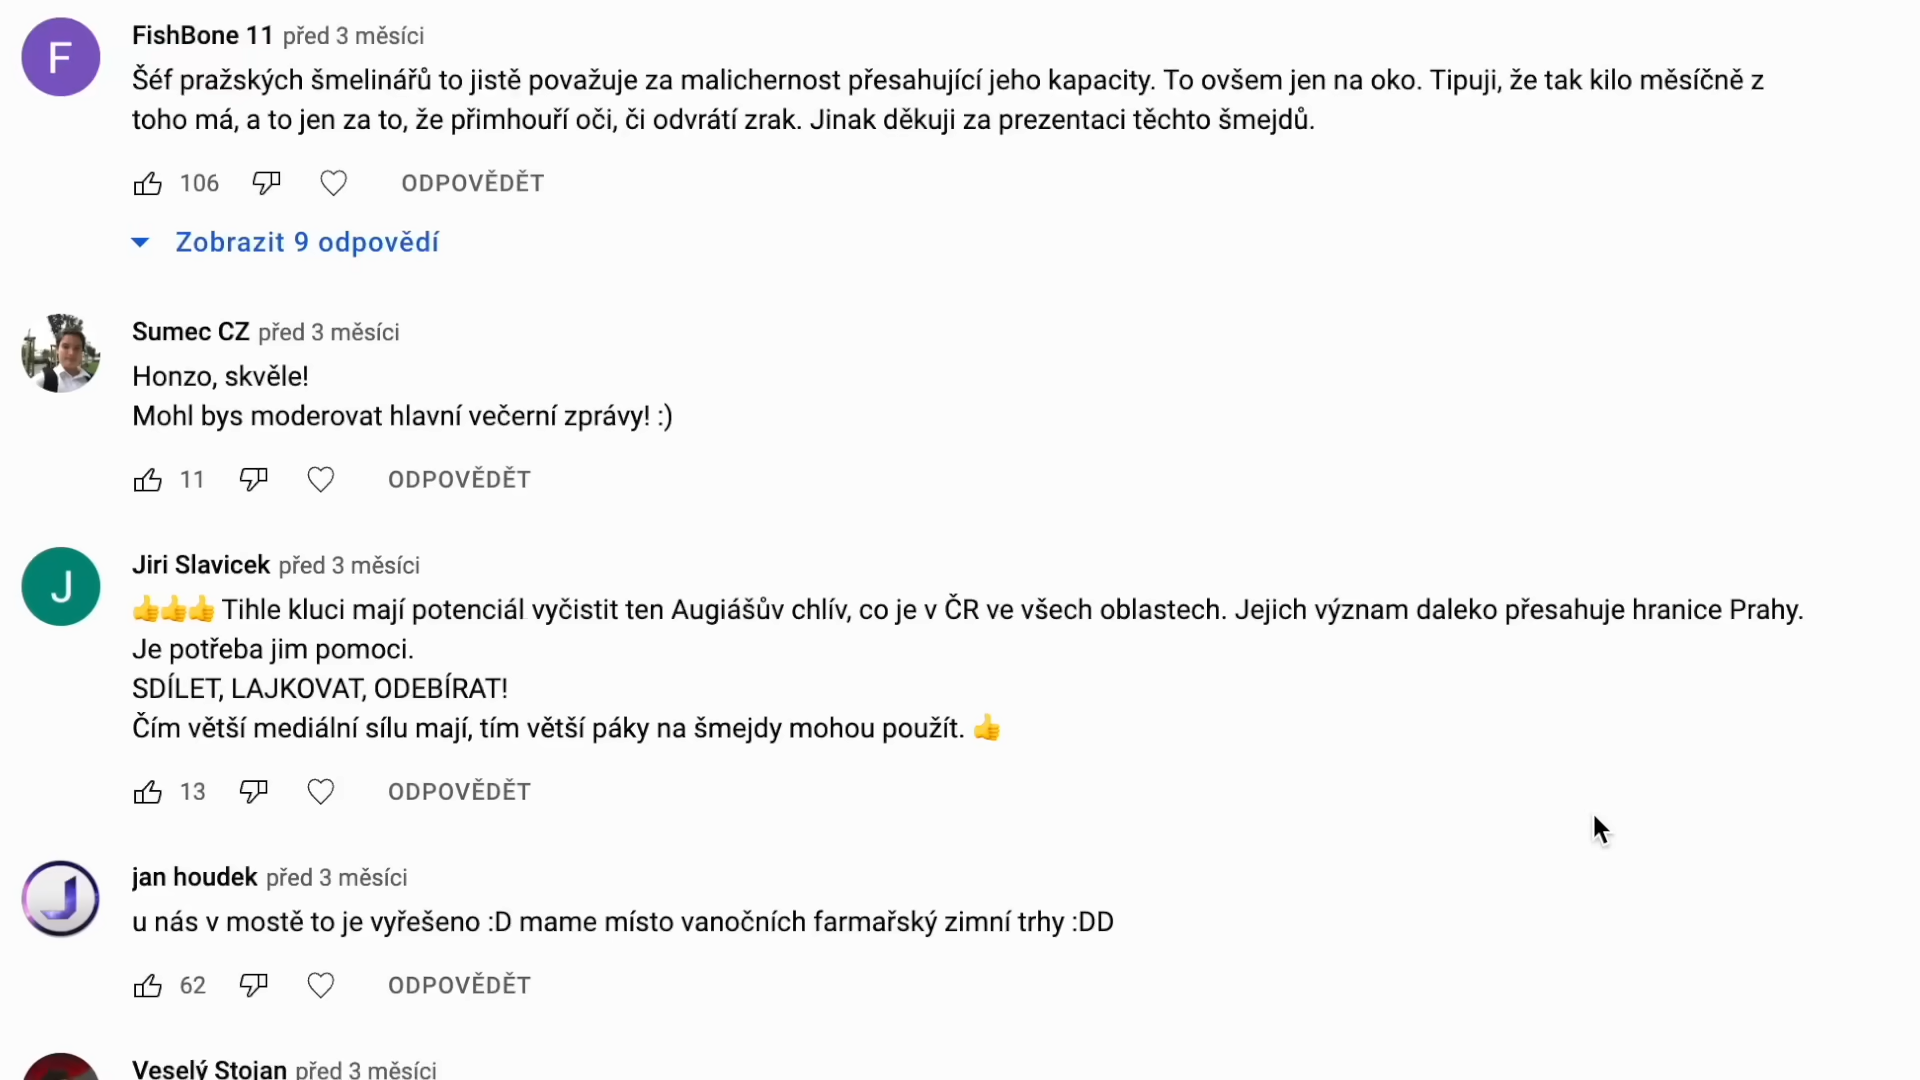 F
FishBone 11 před 3 měsíci
Šéf pražských šmelinářů to jistě považuje za malichernost přesahující jeho kapacity. To ovšem jen na oko. Tipuji, že tak kilo měsíčně z
toho má, a to jen za to, že přimhouří oči, či odvrátí zrak. Jinak děkuji za prezentaci těchto šmejdů.
106 ODPOVĚDĚT
Zobrazit 9 odpovědí
Sumec CZ před 3 měsíci
Honzo, skvěle!
Mohl bys moderovat hlavní večerní zprávy! :)
11 ODPOVĚDĚT
J
Jiri Slavicek před 3 měsíci
👍👍👍 Tihle kluci mají potenciál vyčistit ten Augiášův chlív, co je v ČR ve všech oblastech. Jejich význam daleko přesahuje hranice Prahy.
Je potřeba jim pomoci.
SDÍLET, LAJKOVAT, ODEBÍRAT!
Čím větší mediální sílu mají, tím větší páky na šmejdy mohou použít. 👍
13 ODPOVĚDĚT
J
jan houdek před 3 měsíci
u nás v mostě to je vyřešeno :D mame místo vanočních farmařský zimní trhy :DD
62 ODPOVĚDĚT
Veselý Stojan před 3 měsíci